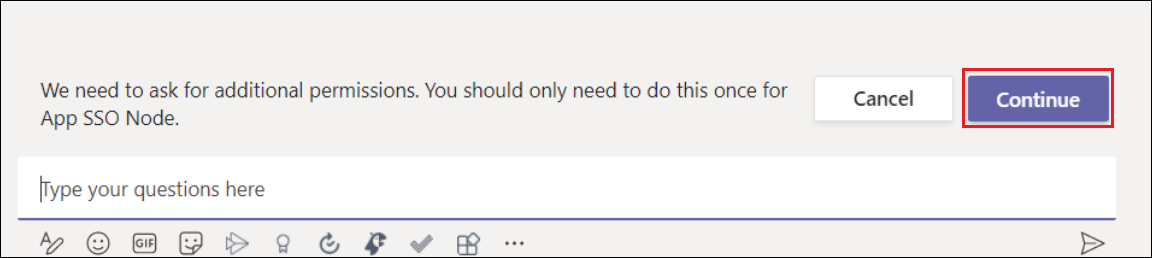 We need to ask for additional permissions. You should only need to do this once for
App SSO Node.
Cancel
Continue
Type your questions here
GIF